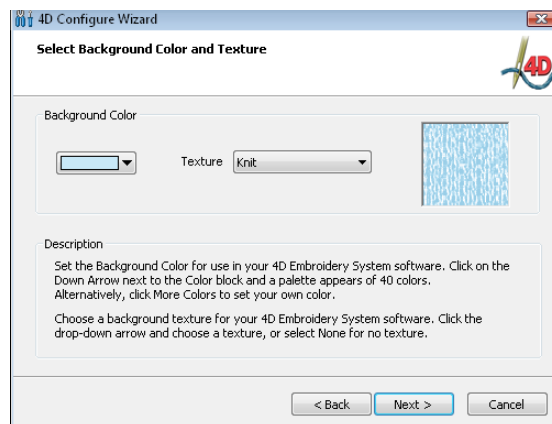 4D Configure Wizard
Select Background Color and Texture
4D
Background Color
Texture Knit
Description
Set the Background Color for use in your 4D Embroidery System software. Click on the
Down Arrow next to the Color block and a palette appears of 40 colors.
Alternatively, click More Colors to set your own color.
Choose a background texture for your 4D Embroidery System software. Click the
drop-down arrow and choose a texture, or select None for no texture.
< Back Next > Cancel